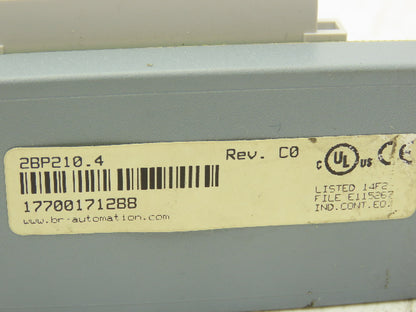 2BP210.4 Rev. C0
c UL US CE
17700171288
LISTED 14F2
www.br-automation.com
FILE E115267
IND.CONT.EQ.